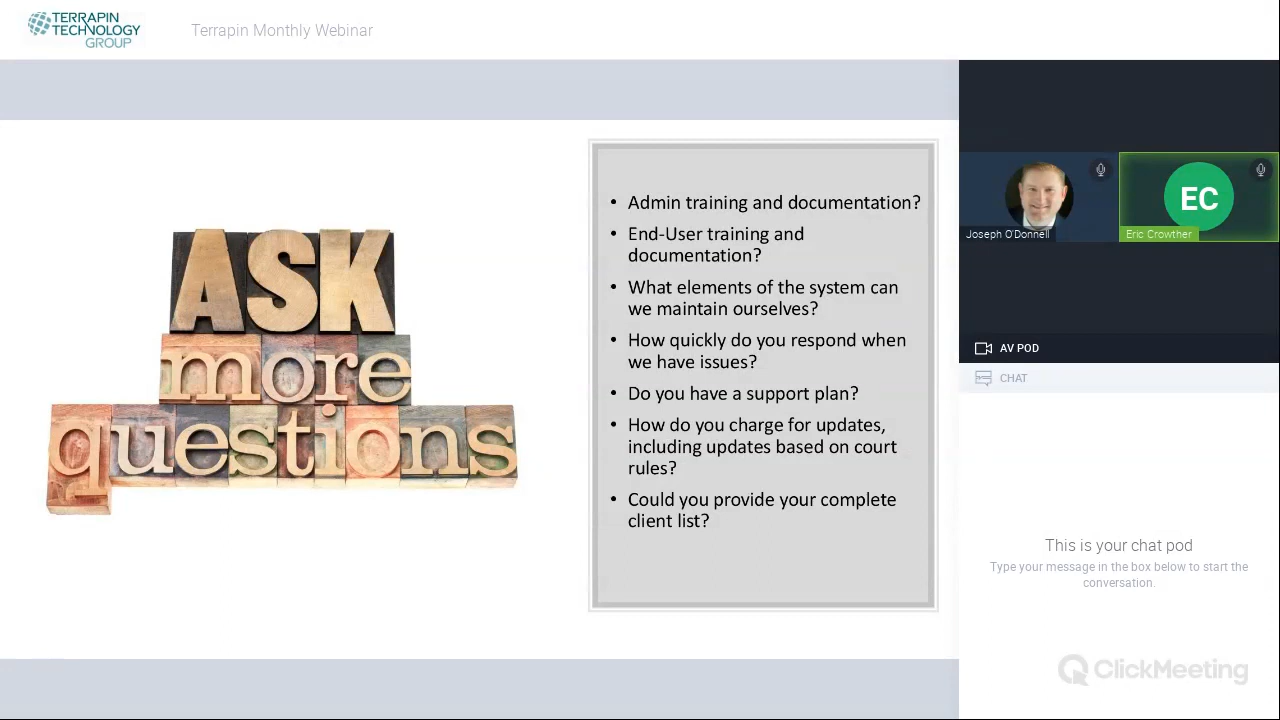 TERRAPIN
TECHNOLOGY
GROUP
Terrapin Monthly Webinar
ASK
more
questions
• Admin training and documentation?
• End-User training and
documentation?
• What elements of the system can
we maintain ourselves?
• How quickly do you respond when
we have issues?
• Do you have a support plan?
• How do you charge for updates,
including updates based on court
rules?
• Could you provide your complete
client list?
EC
Joseph O'Donnell
Eric Crowther
AV POD
CHAT
This is your chat pod
Type your message in the box below to start the
conversation.
ClickMeeting